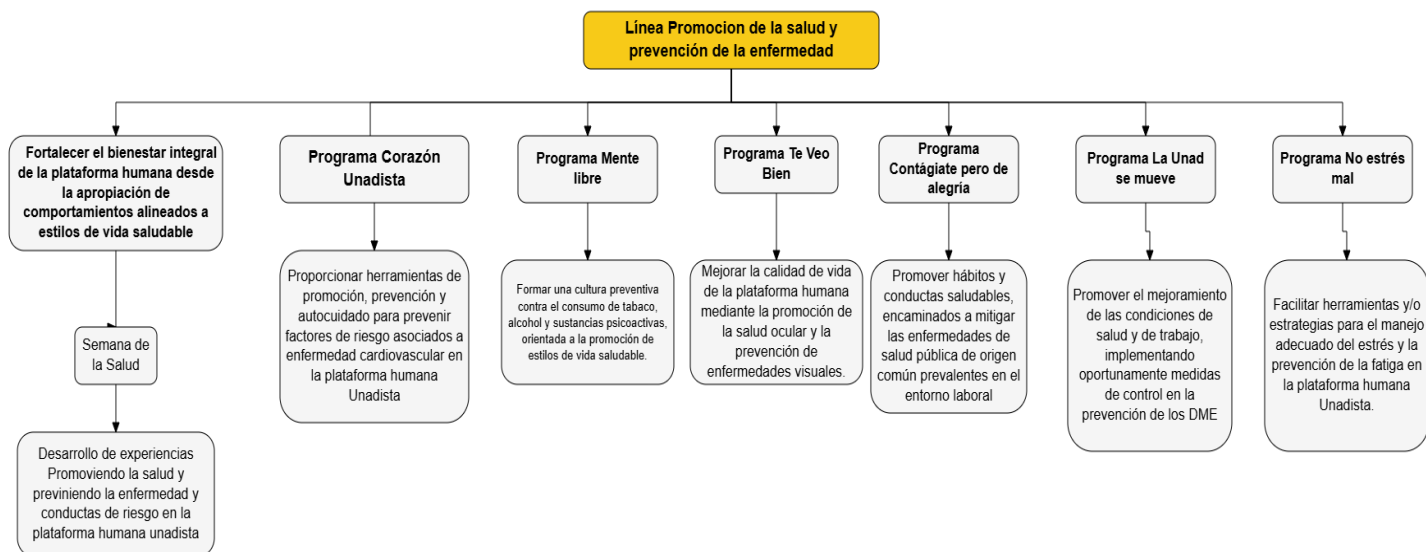 Línea Promocion de la salud y
prevención de la enfermedad
Fortalecer el bienestar integral
de la plataforma humana desde
la apropiación de
comportamientos alineados a
estilos de vida saludable
Semana de
la Salud
Desarrollo de experiencias
Promoviendo la salud y
previniendo la enfermedad y
conductas de riesgo en la
plataforma humana unadista
Programa Corazón
Unadista
Proporcionar herramientas de
promoción, prevención y
autocuidado para prevenir
factores de riesgo asociados a
enfermedad cardiovascular en
la plataforma humana
Unadista
Programa Mente
libre
Formar una cultura preventiva
contra el consumo de tabaco,
alcohol y sustancias psicoactivas,
orientada a la promoción de
estilos de vida saludable.
Programa Te Veo
Bien
Mejorar la calidad de vida
de la plataforma humana
mediante la promoción de
la salud ocular y la
prevención de
enfermedades visuales.
Programa
Contágiate pero de
alegría
Promover hábitos y
conductas saludables,
encaminados a mitigar
las enfermedades de
salud pública de origen
común prevalentes en el
entorno laboral
Programa La Unad
se mueve
Promover el mejoramiento
de las condiciones de
salud y de trabajo,
implementando
oportunamente medidas
de control en la
prevención de los DME
Programa No estrés
mal
Facilitar herramientas y/o
estrategias para el manejo
adecuado del estrés y la
prevención de la fatiga en
la plataforma humana
Unadista.